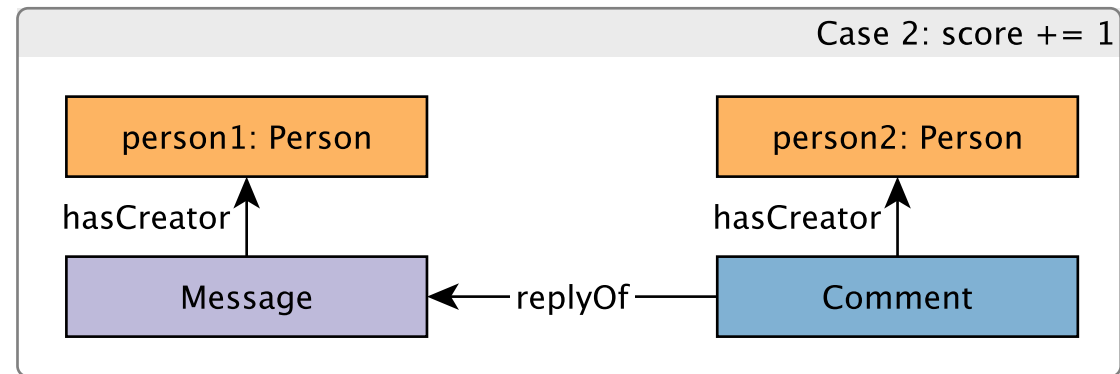 Case 2: score += 1
person1: Person
person2: Person
hasCreator
hasCreator
Message
replyOf
Comment